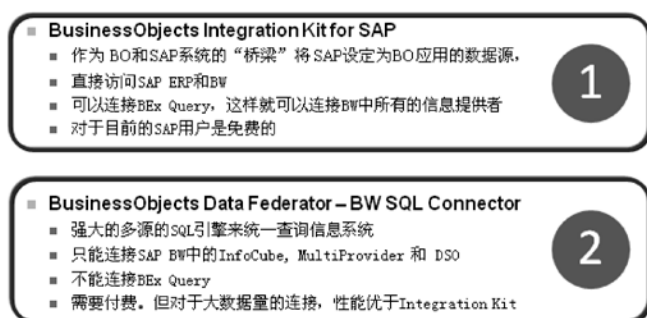 BusinessObjects Integration Kit for SAP
作为 BO和SAP系统的“桥梁”将SAP设定为BO应用的数据源，
直接访问SAP ERP和BW
可以连接BEx Query，这样就可以连接BW中所有的信息提供者
对于目前的SAP用户是免费的
1
BusinessObjects Data Federator – BW SQL Connector
强大的多源的SQL引擎来统一查询信息系统
只能连接SAP BW中的InfoCube, MultiProvider 和 DSO
不能连接BEx Query
需要付费。但对于大数据量的连接，性能优于Integration Kit
2